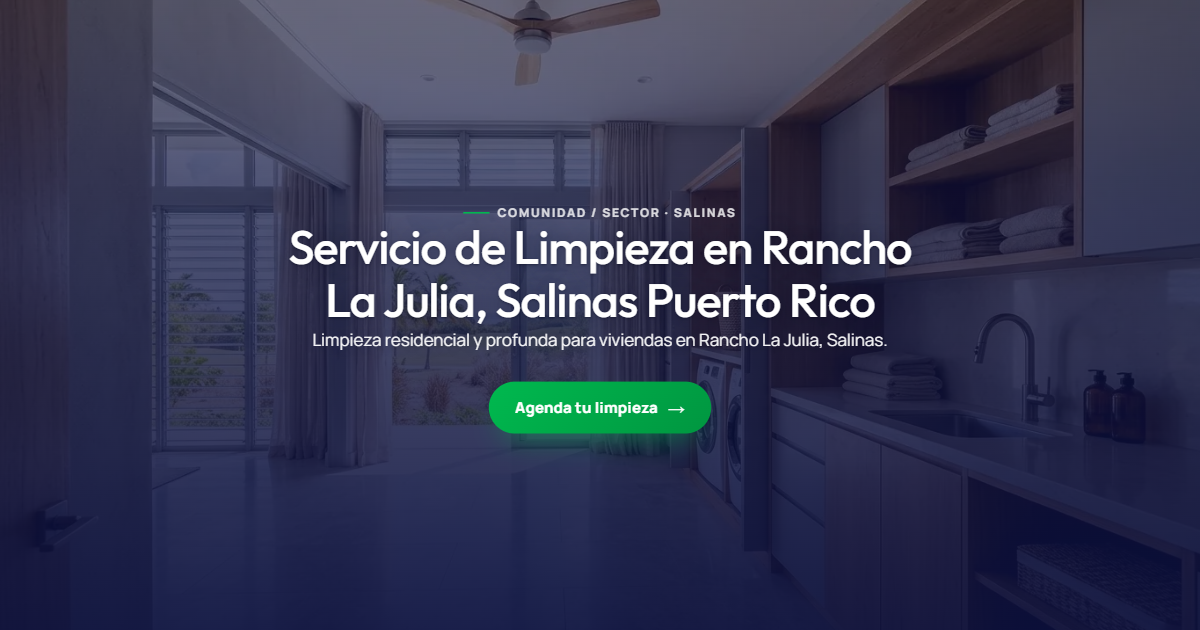 COMUNIDAD / SECTOR · SALINAS
Servicio de Limpieza en Rancho
La Julia, Salinas Puerto Rico
Limpieza residencial y profunda para viviendas en Rancho La Julia, Salinas.
Agenda tu limpieza →